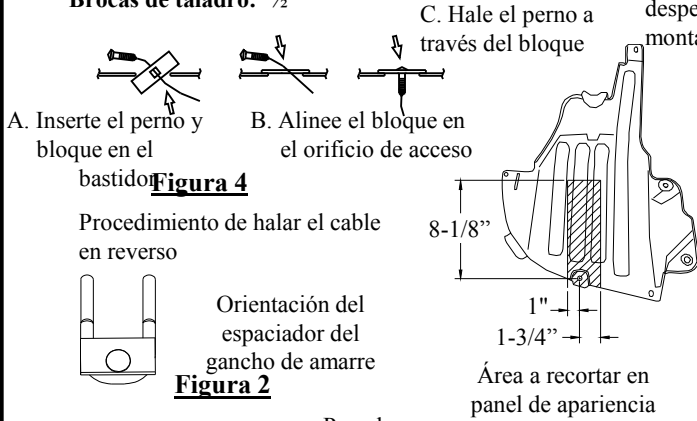 Brocas de taladro: ½
C. Hale el perno a
través del bloque
A. Inserte el perno y
bloque en el
bastidor
B. Alinee el bloque en
el orificio de acceso
Figura 4
Procedimiento de halar el cable
en reverso
Orientación del
espaciador del
gancho de amarre
Figura 2
8-1/8”
1"
1-3/4”
Área a recortar en
panel de apariencia